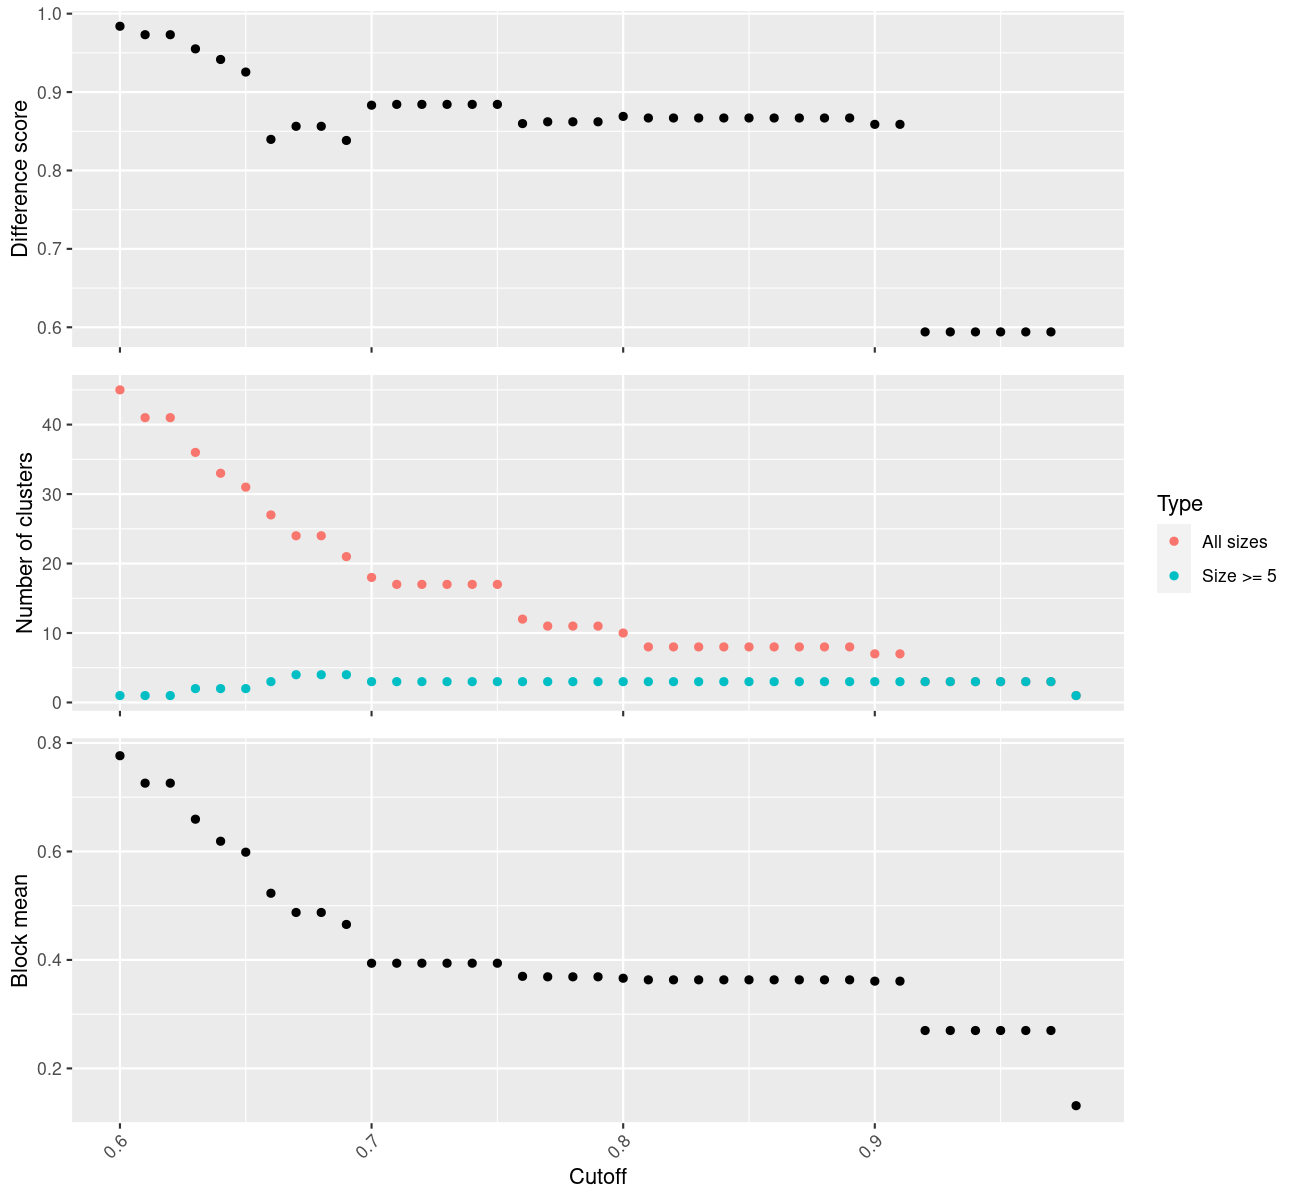 Difference score
1.0
0.9
0.8
0.7
0.6
Number of clusters
40
30
20
10
0
Type
All sizes
Size >= 5
Block mean
0.8
0.6
0.4
0.2
0.6
0.7
0.8
0.9
Cutoff